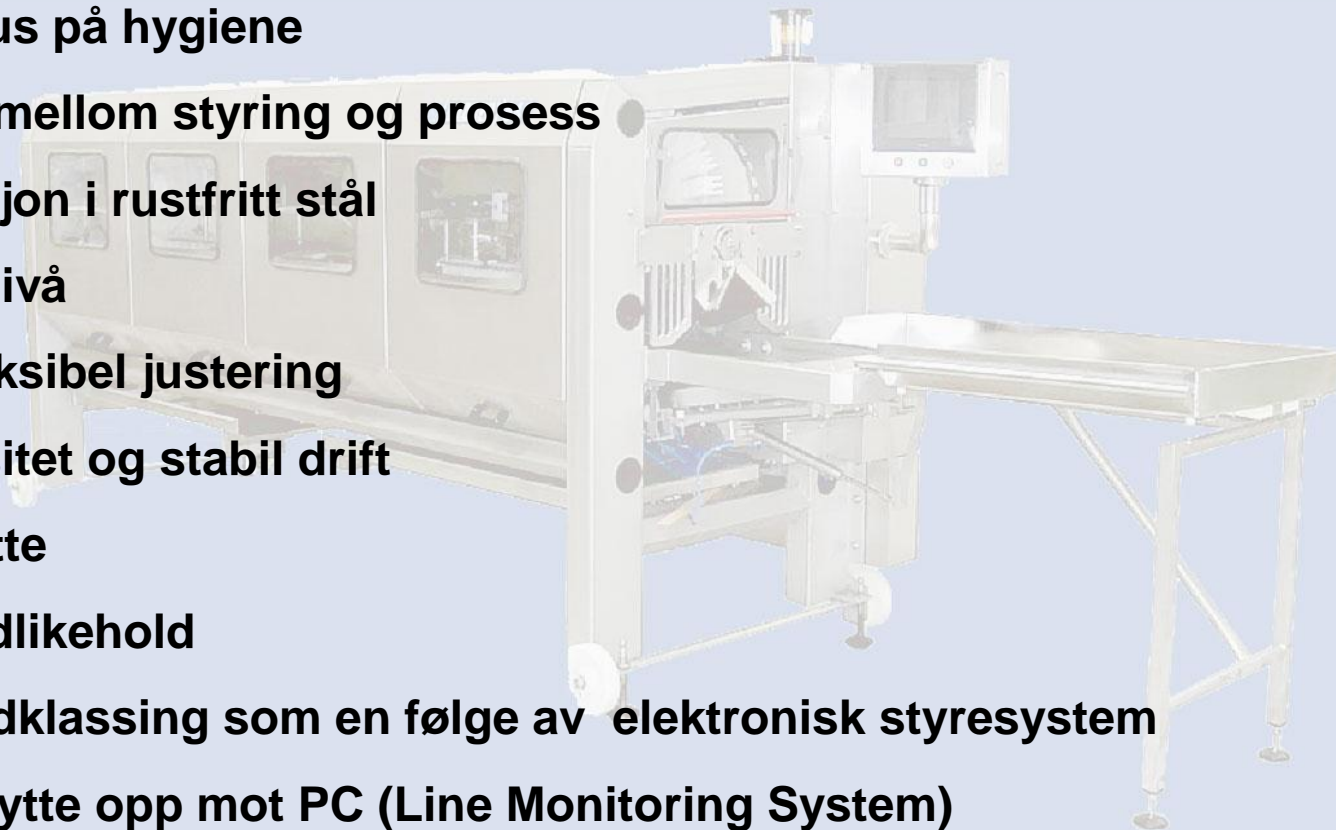 us på hygiene
mellom styring og prosess
jon i rustfritt stål
ivå
ksibel justering
itet og stabil drift
tte
dlikehold
dklassing som en følge av elektronisk styresystem
ytte opp mot PC (Line Monitoring System)